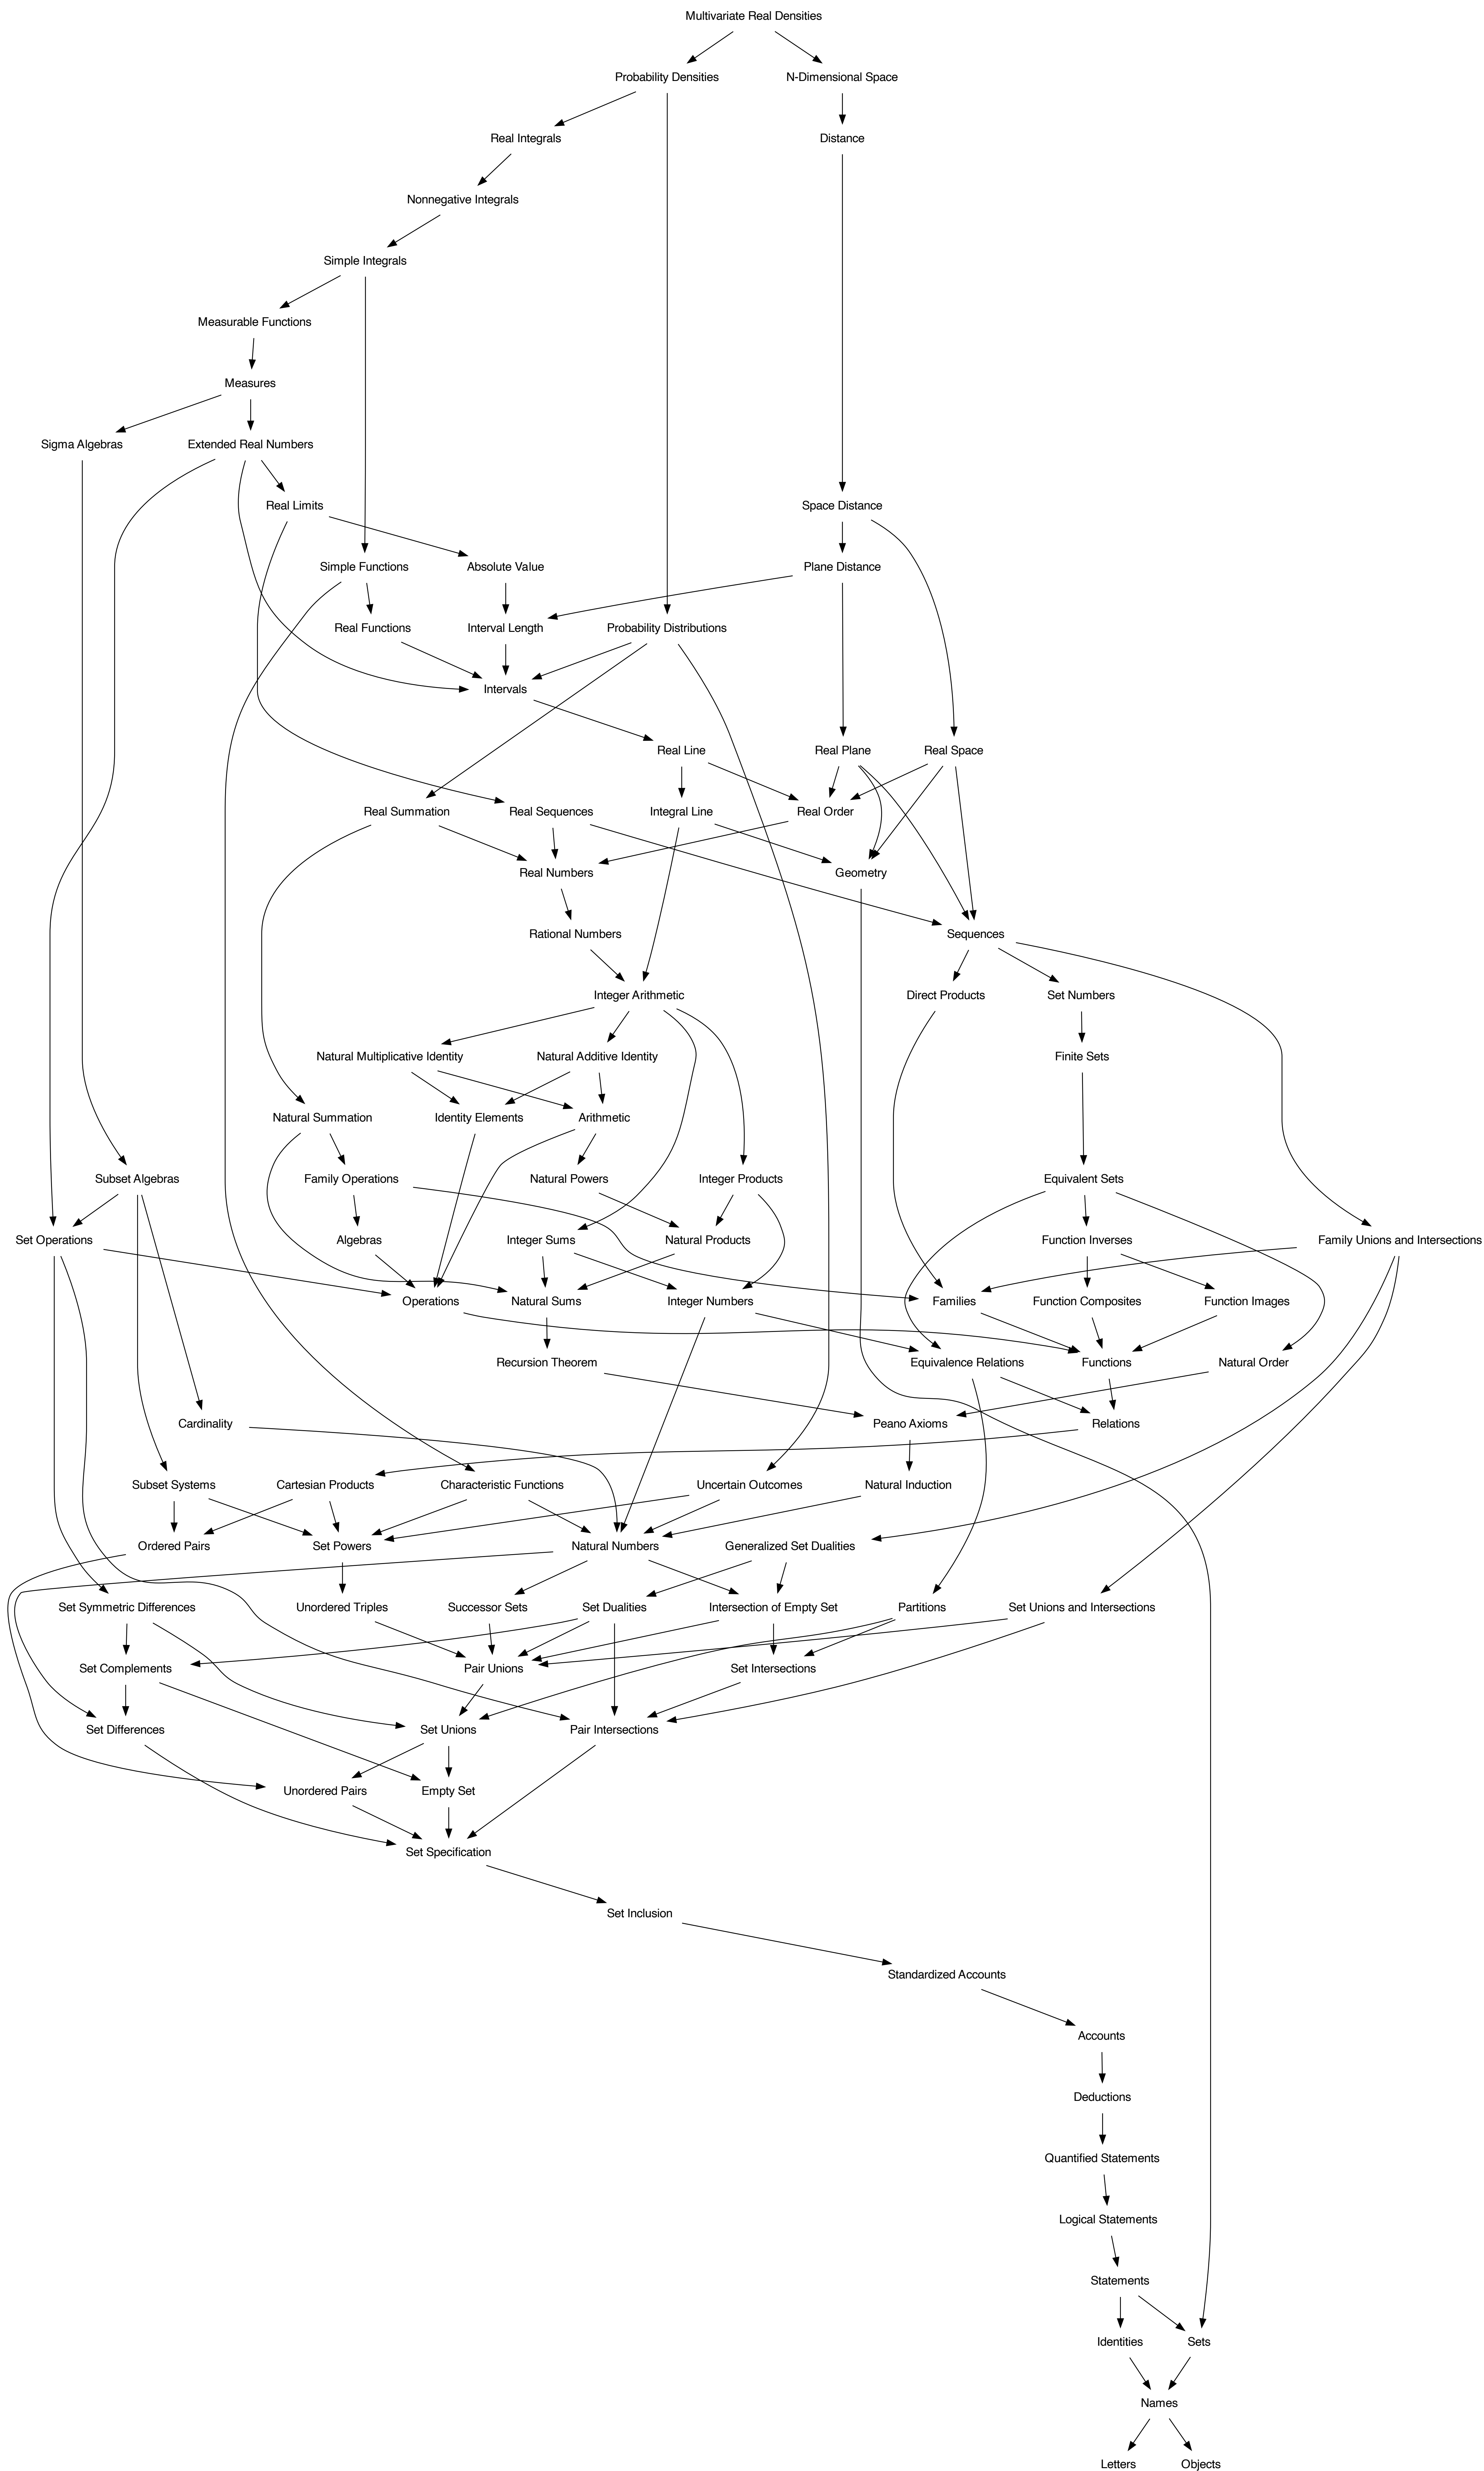 Multivariate Real Densities
Probability Densities
N-Dimensional Space
Real Integrals
Distance
Nonnegative Integrals
Simple Integrals
Measurable Functions
Measures
Sigma Algebras
Extended Real Numbers
Real Limits
Space Distance
Simple Functions
Absolute Value
Plane Distance
Real Functions
Interval Length
Probability Distributions
Intervals
Real Line
Real Plane
Real Space
Real Summation
Real Sequences
Integral Line
Real Order
Real Numbers
Geometry
Rational Numbers
Sequences
Integer Arithmetic
Direct Products
Set Numbers
Natural Multiplicative Identity
Natural Additive Identity
Finite Sets
Natural Summation
Identity Elements
Arithmetic
Subset Algebras
Family Operations
Natural Powers
Integer Products
Equivalent Sets
Set Operations
Algebras
Integer Sums
Natural Products
Function Inverses
Family Unions and Intersections
Operations
Natural Sums
Integer Numbers
Families
Function Composites
Function Images
Recursion Theorem
Equivalence Relations
Functions
Natural Order
Cardinality
Peano Axioms
Relations
Subset Systems
Cartesian Products
Characteristic Functions
Uncertain Outcomes
Natural Induction
Ordered Pairs
Set Powers
Natural Numbers
Generalized Set Dualities
Set Symmetric Differences
Unordered Triples
Successor Sets
Set Dualities
Intersection of Empty Set
Partitions
Set Unions and Intersections
Set Complements
Pair Unions
Set Intersections
Set Differences
Set Unions
Pair Intersections
Unordered Pairs
Empty Set
Set Specification
Set Inclusion
Standardized Accounts
Accounts
Deductions
Quantified Statements
Logical Statements
Statements
Identities
Sets
Names
Letters
Objects